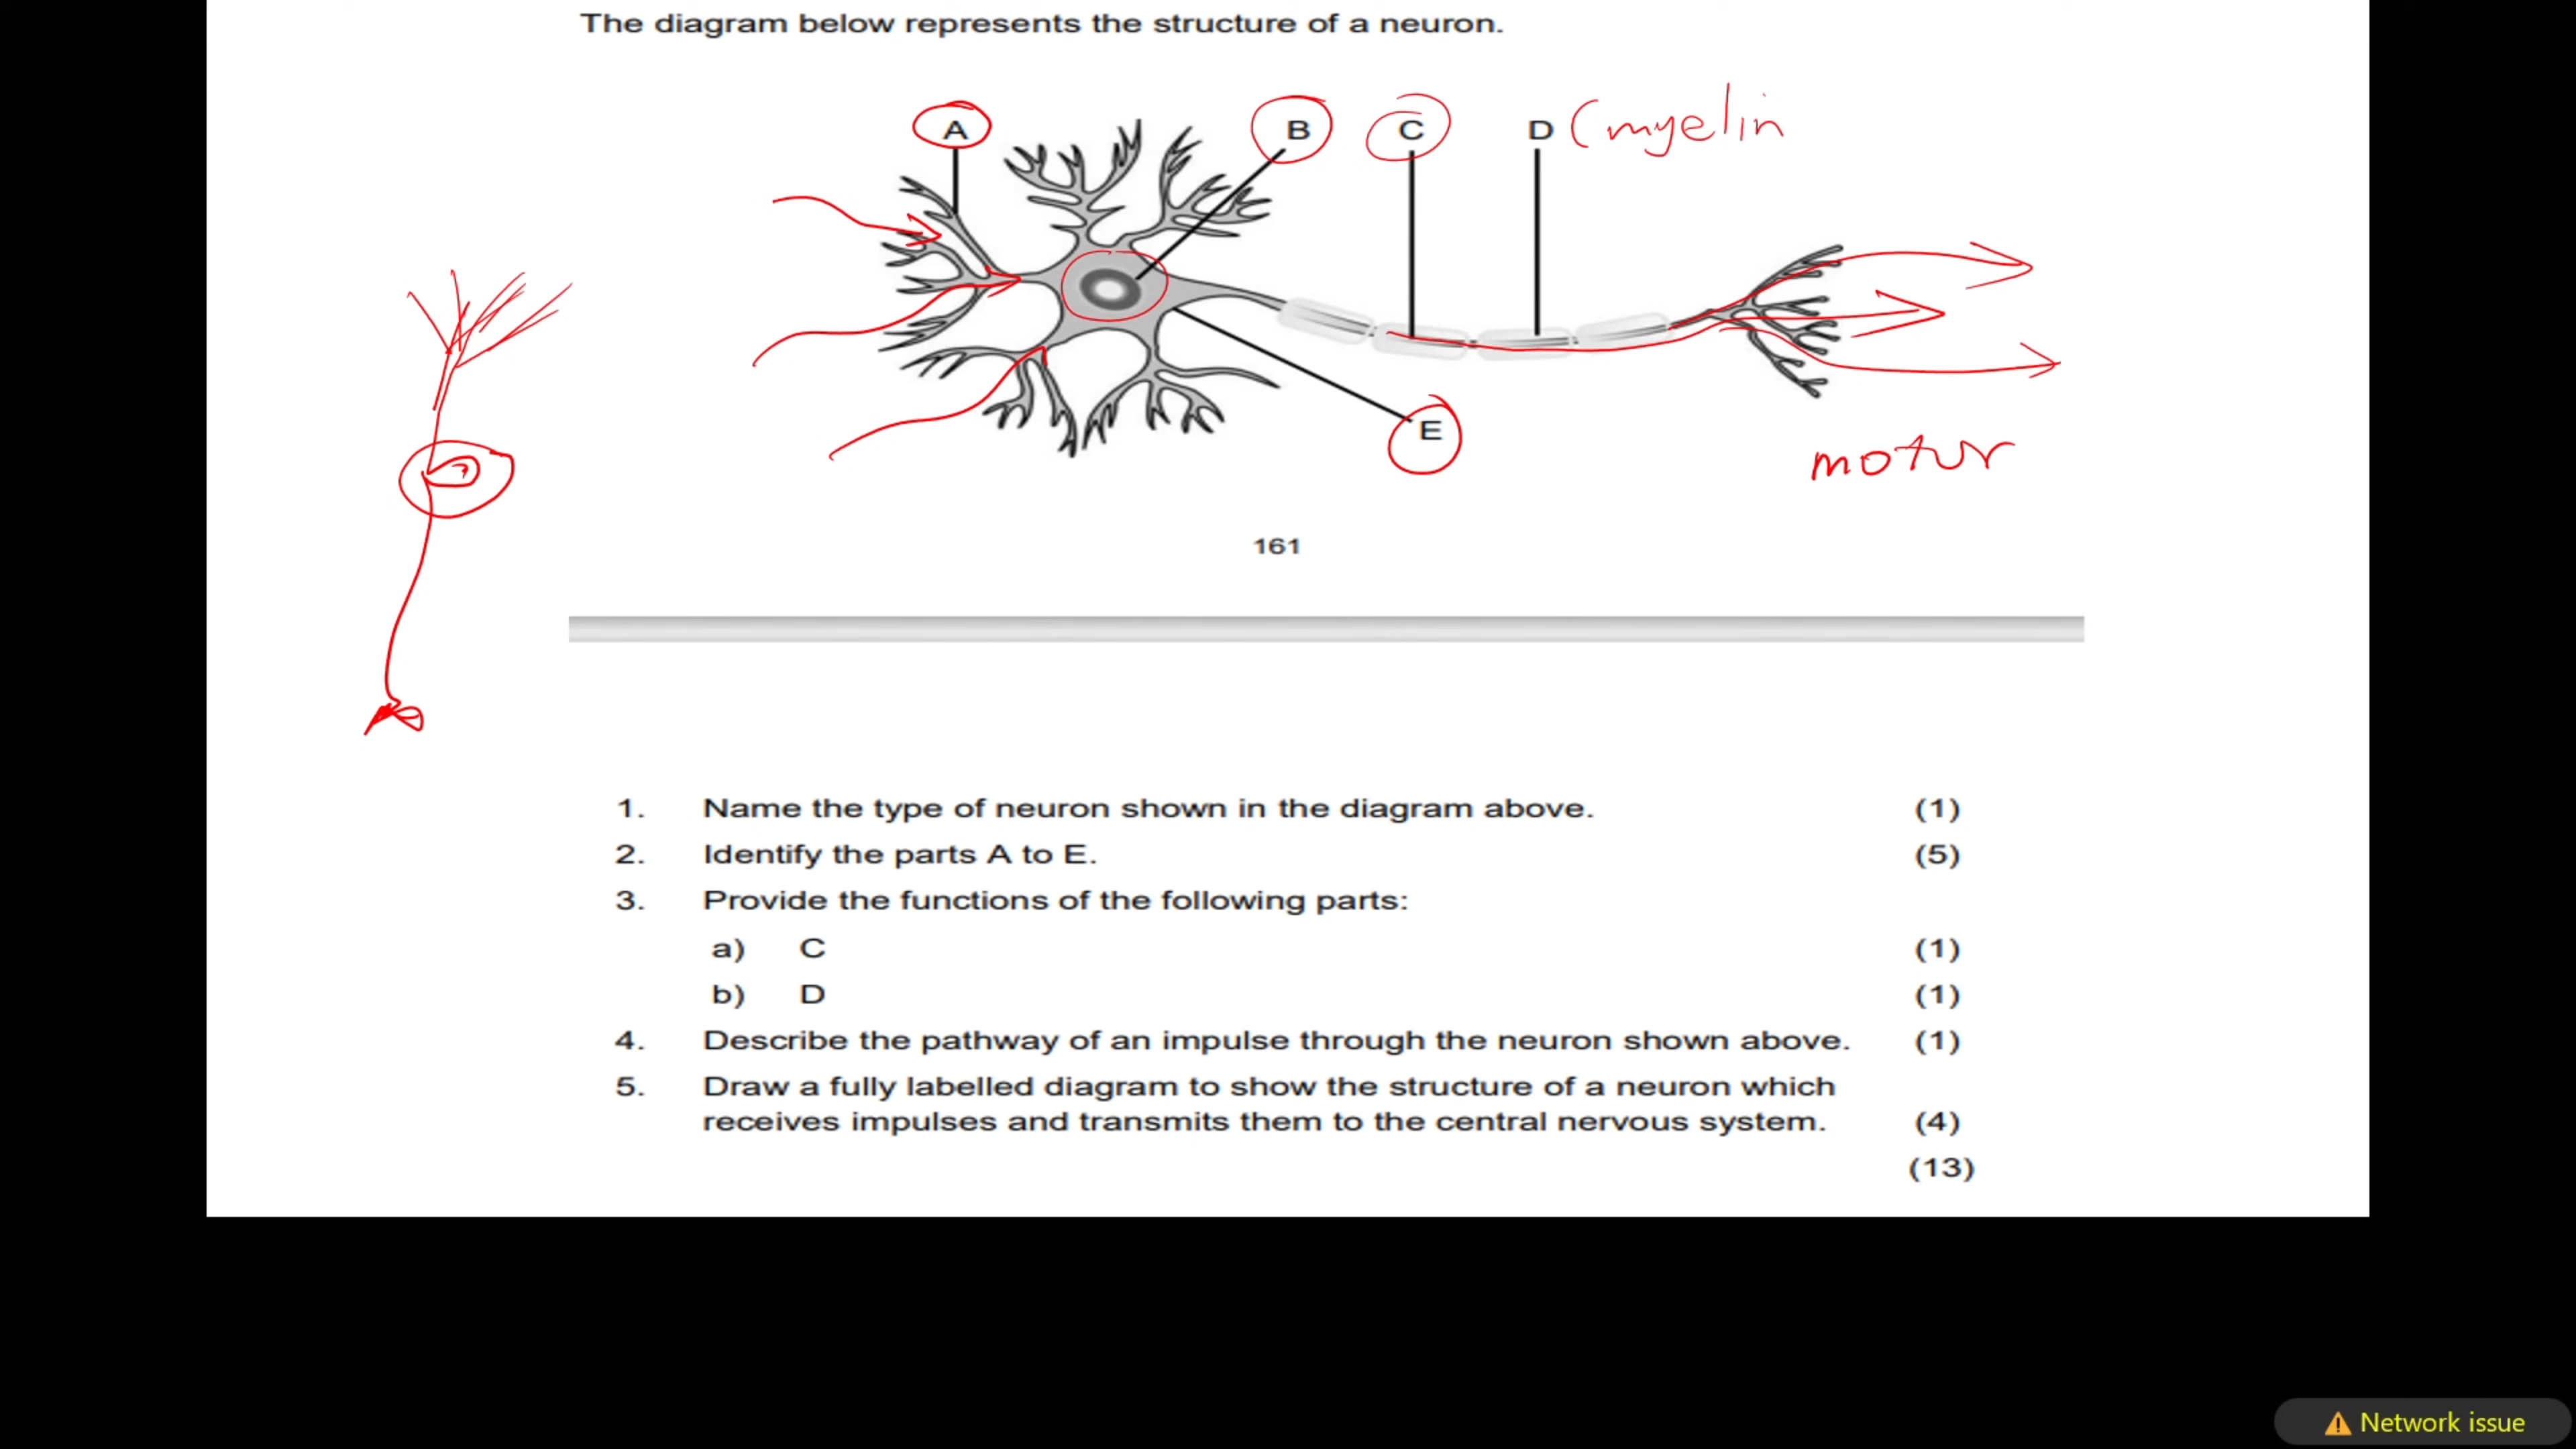 The diagram below represents the structure of a neuron.
A B C D (myelin
E
motur
161
1. Name the type of neuron shown in the diagram above. (1)
2. Identify the parts A to E. (5)
3. Provide the functions of the following parts:
a) C (1)
b) D (1)
4. Describe the pathway of an impulse through the neuron shown above. (1)
5. Draw a fully labelled diagram to show the structure of a neuron which
receives impulses and transmits them to the central nervous system. (4)
(13)
Network issue